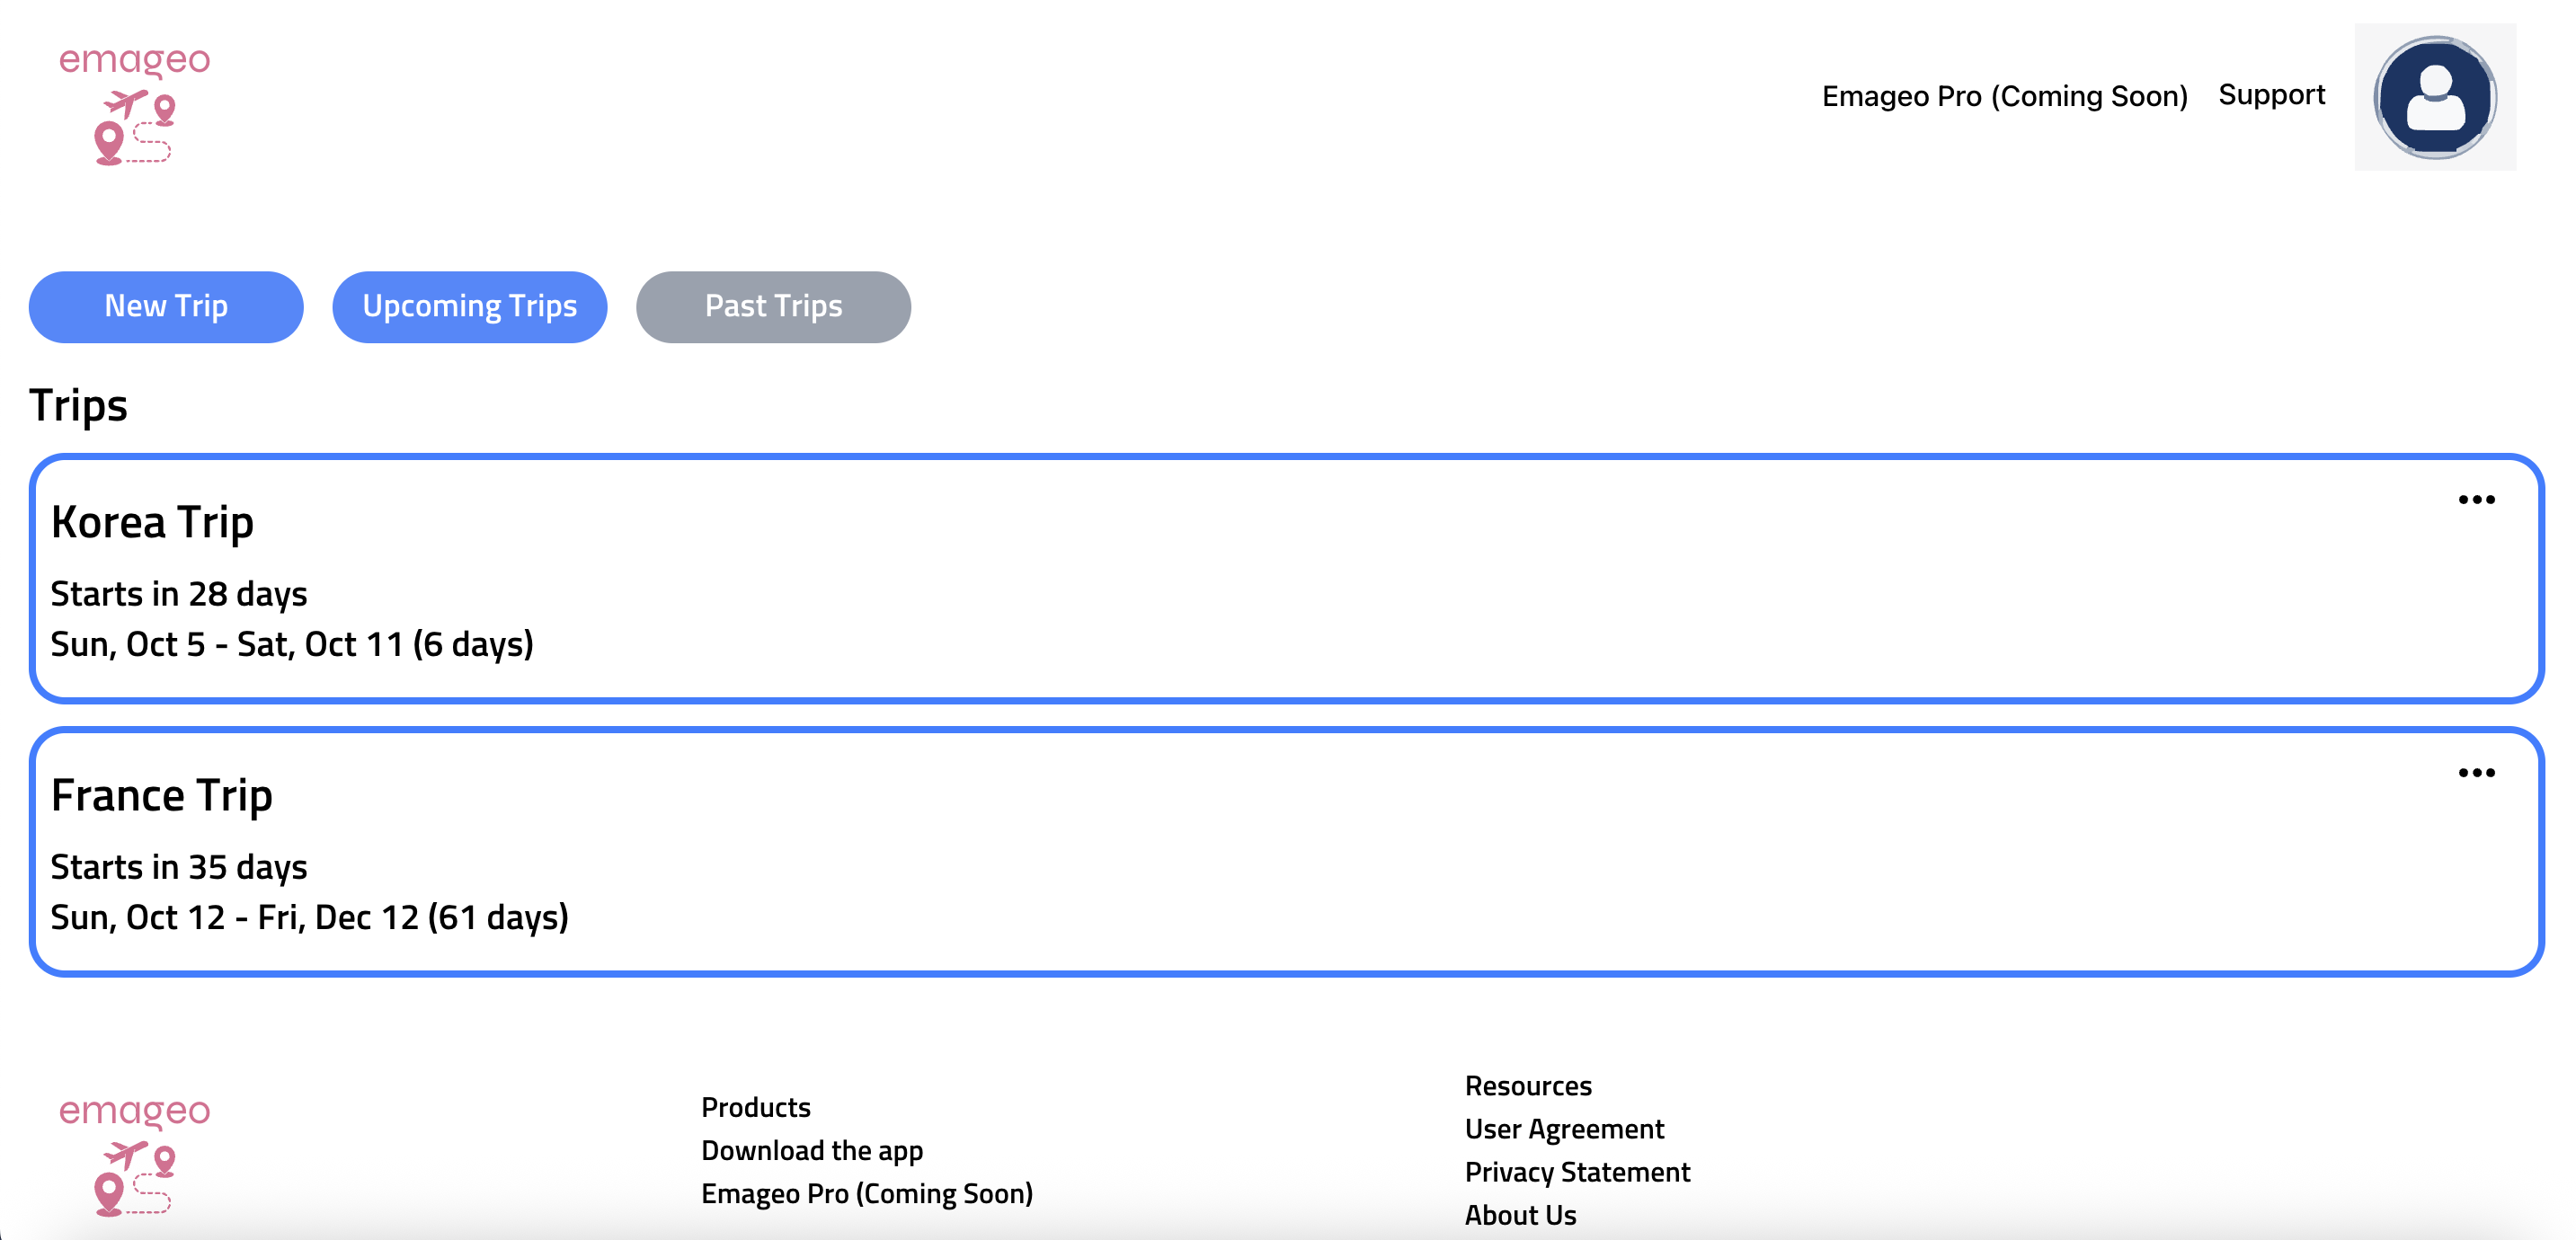 emageo
Emageo Pro (Coming Soon)
Support
New Trip
Upcoming Trips
Past Trips
Trips
Korea Trip
Starts in 28 days
Sun, Oct 5 - Sat, Oct 11 (6 days)
France Trip
Starts in 35 days
Sun, Oct 12 - Fri, Dec 12 (61 days)
emageo
Products
Download the app
Emageo Pro (Coming Soon)
Resources
User Agreement
Privacy Statement
About Us